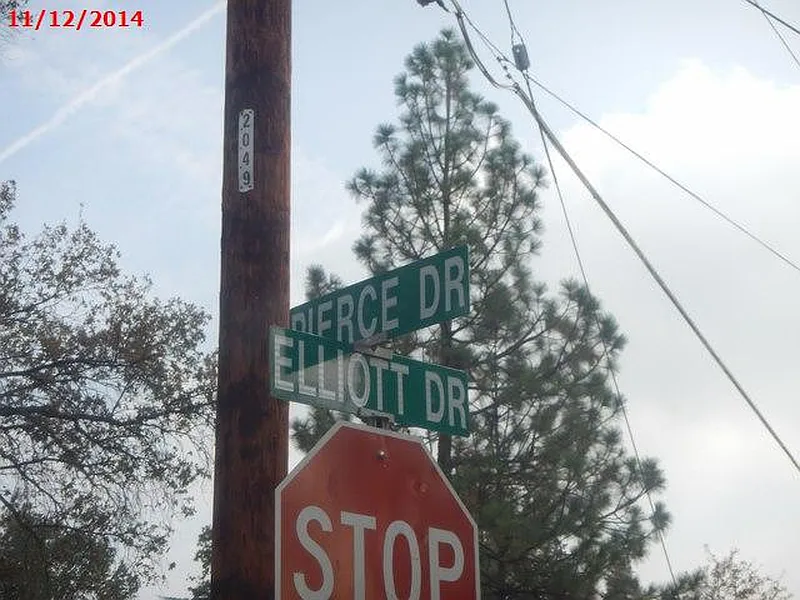 11/12/2014
2049
PIERCE DR
ELLIOTT DR
STOP